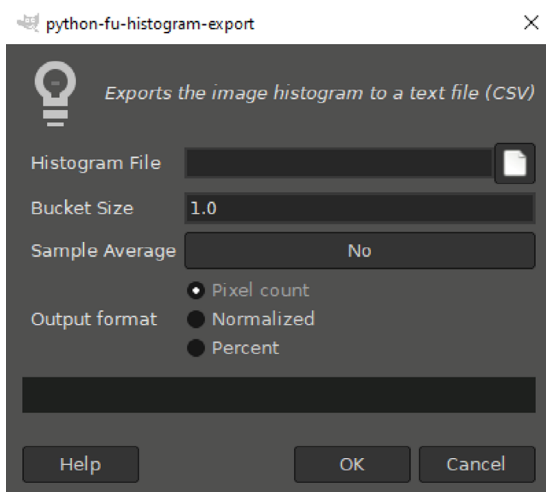 python-fu-histogram-export
Exports the image histogram to a text file (CSV)
Histogram File
Bucket Size 1.0
Sample Average No
Pixel count
Output format Normalized
Percent
Help OK Cancel